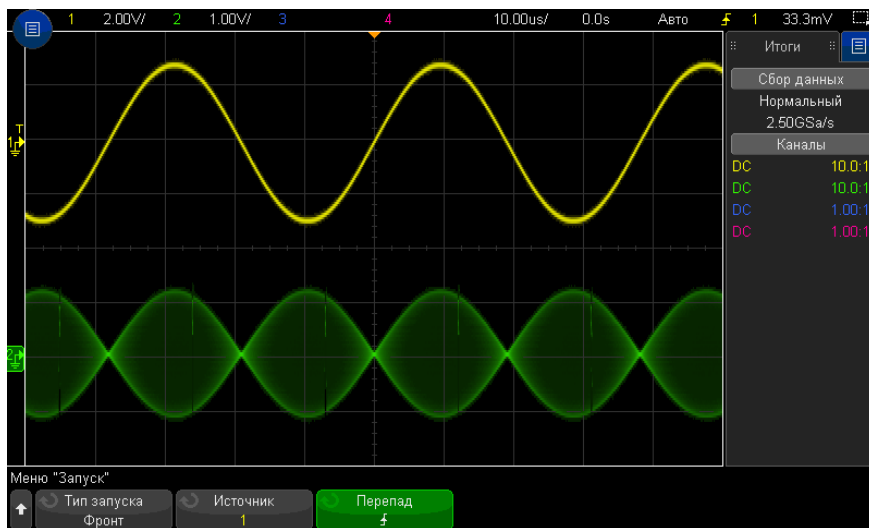 1 2.00V/ 2 1.00V/ 3 4 10.00us/ 0.0s Авто 1 33.3mV
Итоги
Сбор данных
Нормальный
2.50GSa/s
Каналы
DC 10.0:1
DC 10.0:1
DC 1.00:1
DC 1.00:1
T
1
2
Меню "Запуск"
Тип запуска
Фронт
Источник
1
Перепад